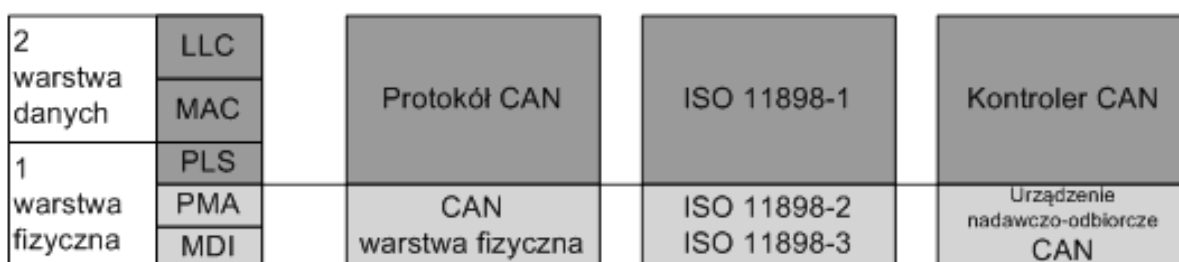 2
warstwa
danych
LLC
MAC
1
warstwa
fizyczna
PLS
PMA
MDI
Protokół CAN
CAN
warstwa fizyczna
ISO 11898-1
ISO 11898-2
ISO 11898-3
Kontroler CAN
Urządzenie
nadawczo-odbiorcze
CAN